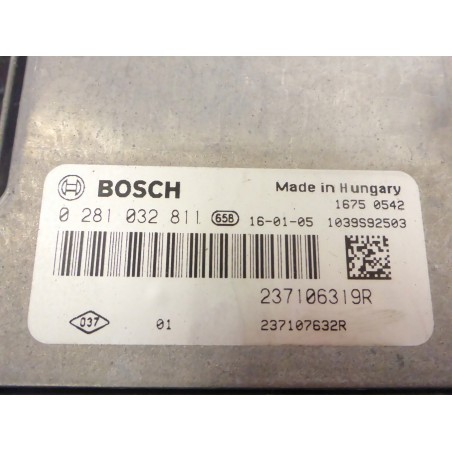 BOSCH Made in Hungary
1675 0542
0 281 032 811 658 16-01-05 1039S92503
237106319R
037 01 237107632R